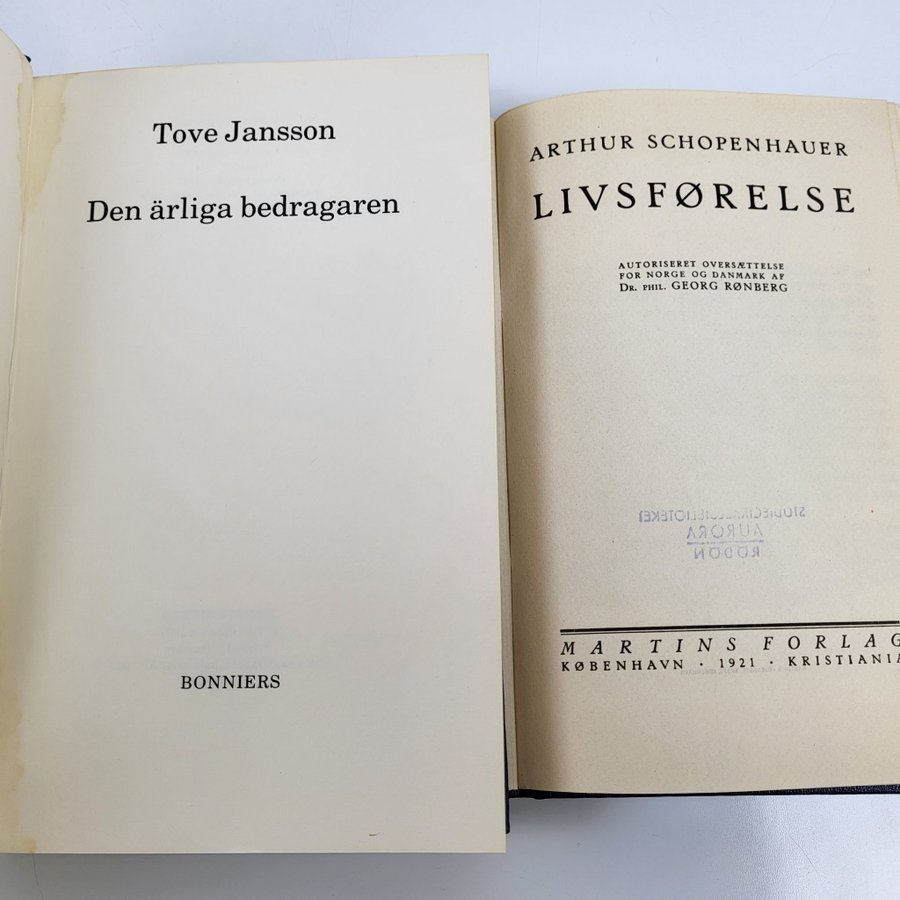 Tove Jansson
Den ärliga bedragaren
BONNIERS
ARTHUR SCHOPENHAUER
LIVSFØRELSE
AUTORISERET OVERSÆTTELSE
FOR NORGE OG DANMARK AF
DR. PHIL. GEORG RØNBERG
AURORA
MARTINS FORLAG
KØBENHAVN · 1921 · KRISTIANIA